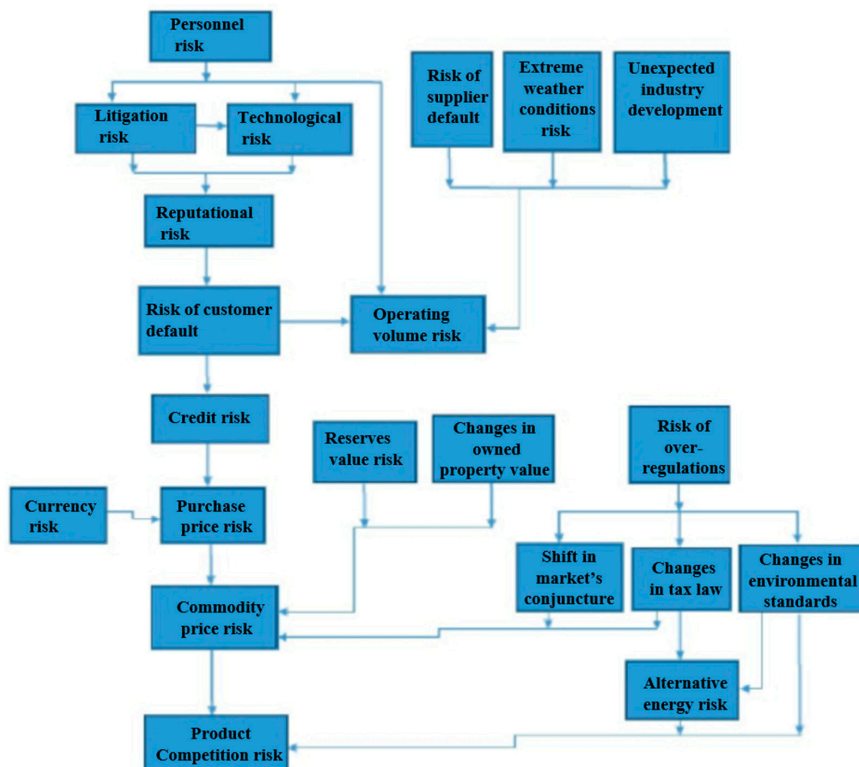 Personnel
risk
Risk of
supplier
default
Extreme
weather
conditions
risk
Unexpected
industry
development
Litigation
risk
Technological
risk
Reputational
risk
Risk of customer
default
Operating
volume risk
Credit risk
Reserves
value risk
Changes in
owned
property value
Risk of
over-
regulations
Currency
risk
Purchase
price risk
Shift in
market's
conjuncture
Changes
in tax law
Changes in
environmental
standards
Commodity
price risk
Alternative
energy risk
Product
Competition risk